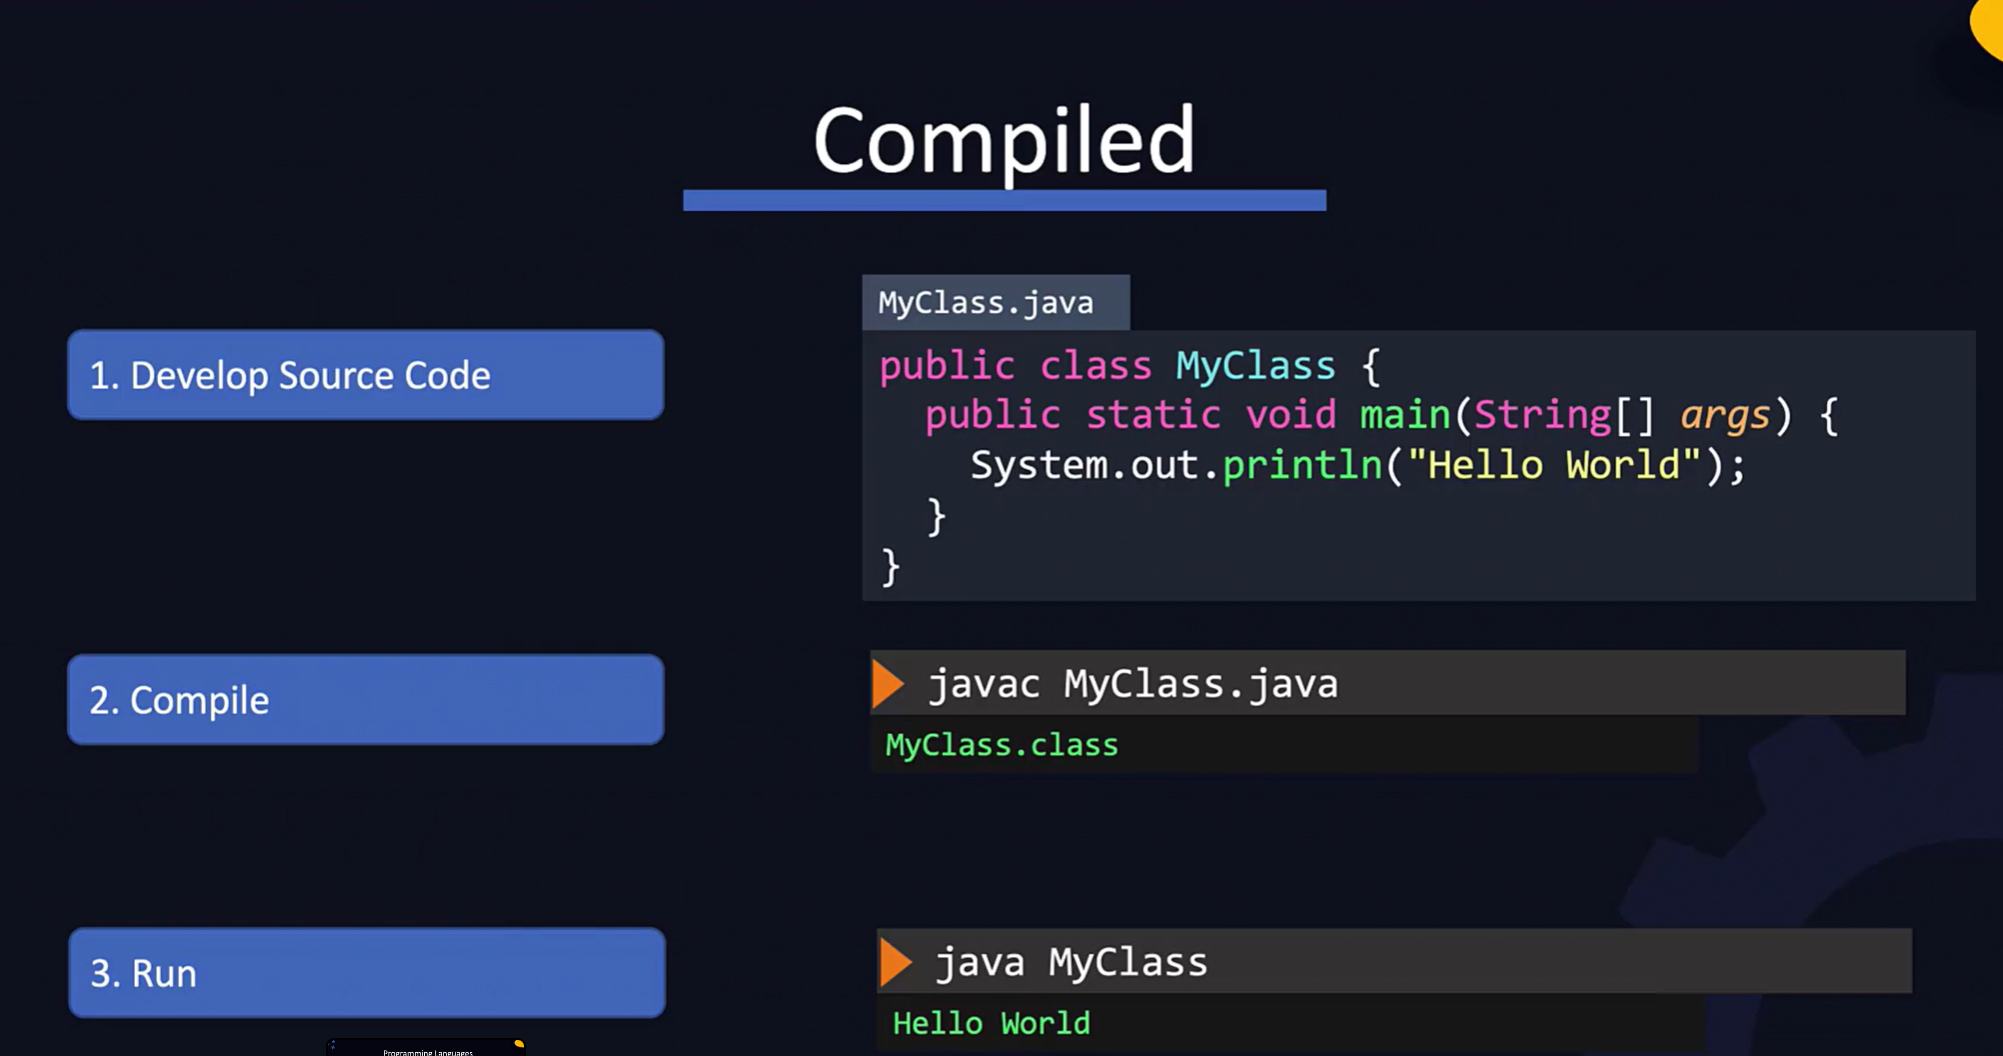 Compiled
1. Develop Source Code
MyClass.java
public class MyClass {
  public static void main(String[] args) {
    System.out.println("Hello World");
  }
}
2. Compile
javac MyClass.java
MyClass.class
3. Run
java MyClass
Hello World
Programming Languages